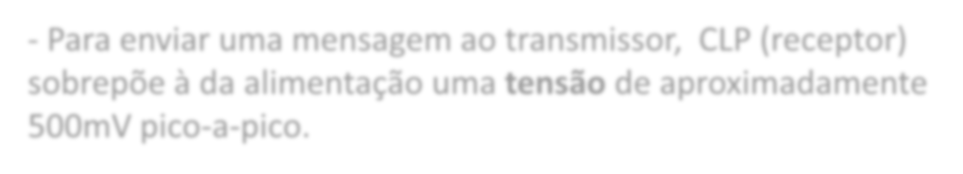 - Para enviar uma mensagem ao transmissor, CLP (receptor)
sobrepõe à da alimentação uma tensão de aproximadamente
500mV pico-a-pico.